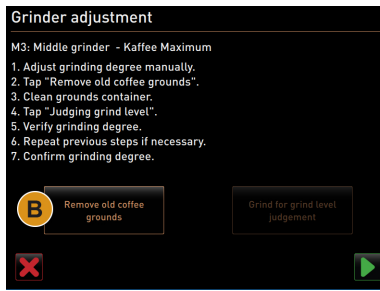 Grinder adjustment
M3: Middle grinder - Kaffee Maximum
1. Adjust grinding degree manually.
2. Tap "Remove old coffee grounds".
3. Clean grounds container.
4. Tap "Judging grind level".
5. Verify grinding degree.
6. Repeat previous steps if necessary.
7. Confirm grinding degree.
B
Remove old coffee
grounds
Grind for grind level
judgement